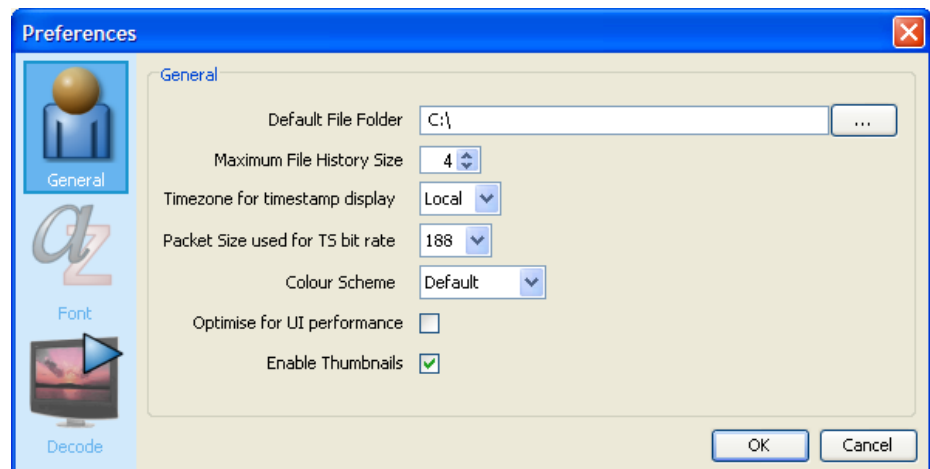 Preferences
General
General
Default File Folder C:\ ...
Maximum File History Size 4
Timezone for timestamp display Local
Packet Size used for TS bit rate 188
Colour Scheme Default
Optimise for UI performance
Enable Thumbnails
a z
Font
Decode
OK Cancel